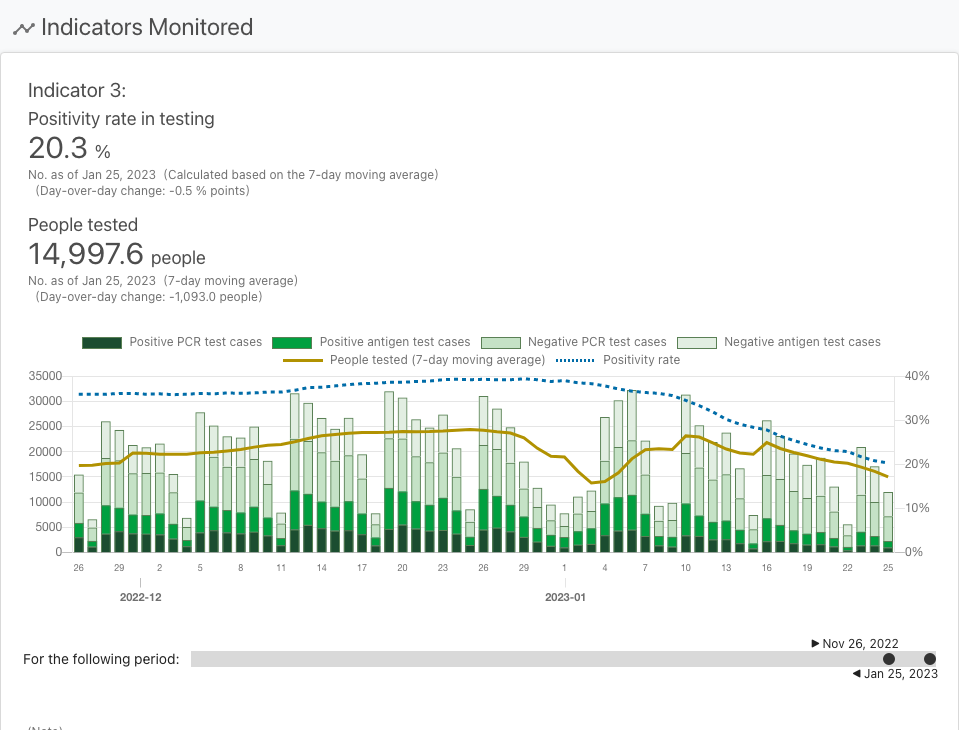 Indicators Monitored
Indicator 3:
Positivity rate in testing
20.3 %
No. as of Jan 25, 2023 (Calculated based on the 7-day moving average)
(Day-over-day change: -0.5 % points)
People tested
14,997.6 people
No. as of Jan 25, 2023 (7-day moving average)
(Day-over-day change: -1,093.0 people)
Positive PCR test cases Positive antigen test cases Negative PCR test cases Negative antigen test cases
People tested (7-day moving average) Positivity rate
35000 40%
30000
25000 30%
20000 20%
15000
10000 10%
5000
0 0%
26 29 2 5 8 11 14 17 20 23 26 29 1 4 7 10 13 16 19 22 25
2022-12 2023-01
▶ Nov 26, 2022
For the following period:
◀ Jan 25, 2023
(Note)